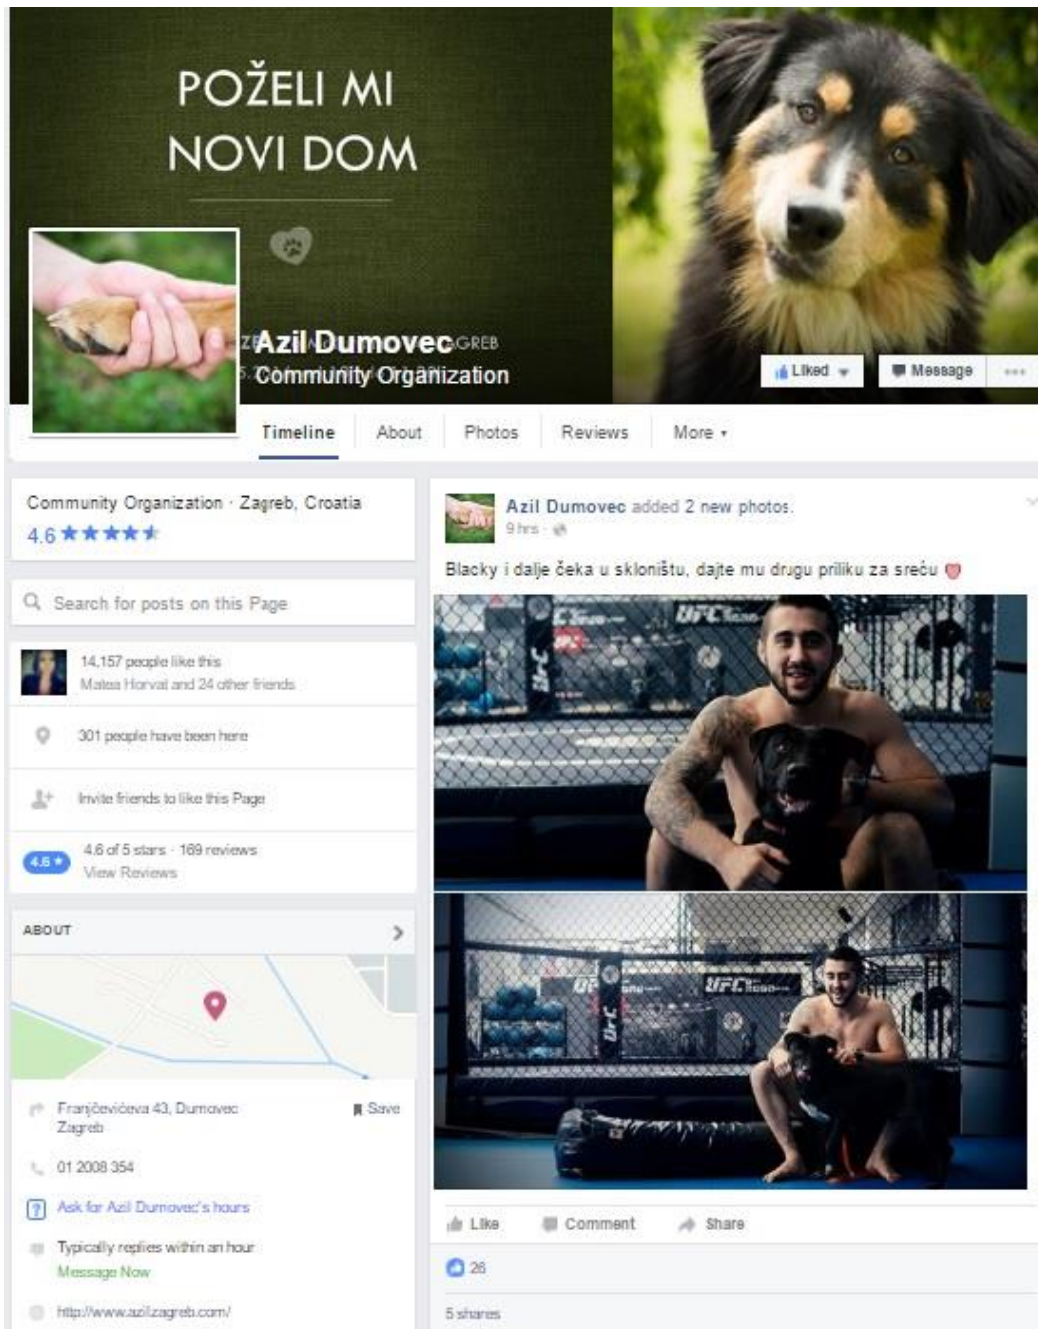 POŽELI MI
NOVI DOM
AGREB
Azil Dumovec
Community Organization
Liked
Message
Timeline
About
Photos
Reviews
More
Community Organization · Zagreb, Croatia
4.6
Search for posts on this Page
14,157 people like this
Matea Horvat and 24 other friends
301 people have been here
Invite friends to like this Page
4.6
4.6 of 5 stars · 169 reviews
View Reviews
ABOUT
Franjčevićeva 43, Dumovec
Zagreb
Save
01 2008 354
Ask for Azil Dumovec's hours
Typically replies within an hour
Message Now
http://www.azilzagreb.com/
Azil Dumovec added 2 new photos.
9 hrs
Blacky i dalje čeka u skloništu, dajte mu drugu priliku za sreću
UFC
UFC
UFC
UFC
Like
Comment
Share
26
5 shares